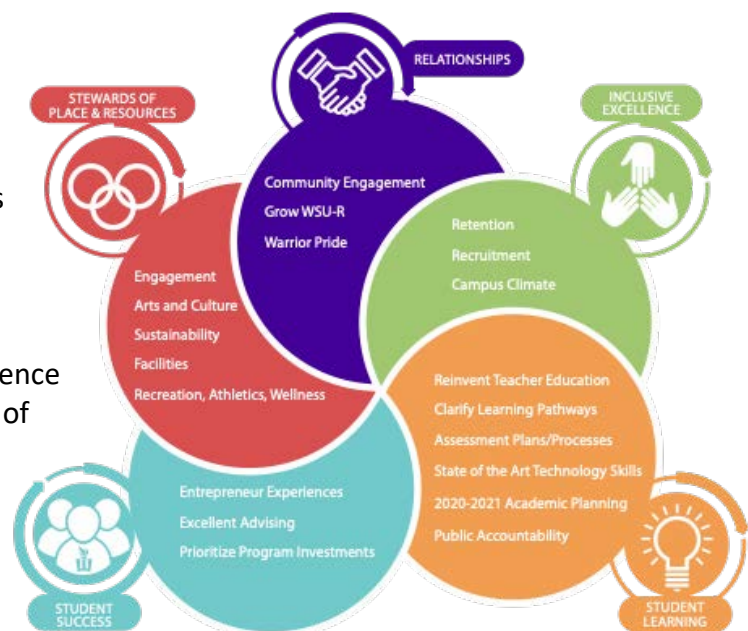 RELATIONSHIPS
STEWARDS OF
PLACE & RESOURCES
INCLUSIVE
EXCELLENCE
Community Engagement
Grow WSU-R
Warrior Pride
Retention
Recruitment
Campus Climate
Engagement
Arts and Culture
Sustainability
Facilities
Recreation, Athletics, Wellness
Reinvent Teacher Education
Clarify Learning Pathways
Assessment Plans/Processes
State of the Art Technology Skills
2020-2021 Academic Planning
Public Accountability
Entrepreneur Experiences
Excellent Advising
Prioritize Program Investments
STUDENT
SUCCESS
STUDENT
LEARNING
s
ence
of